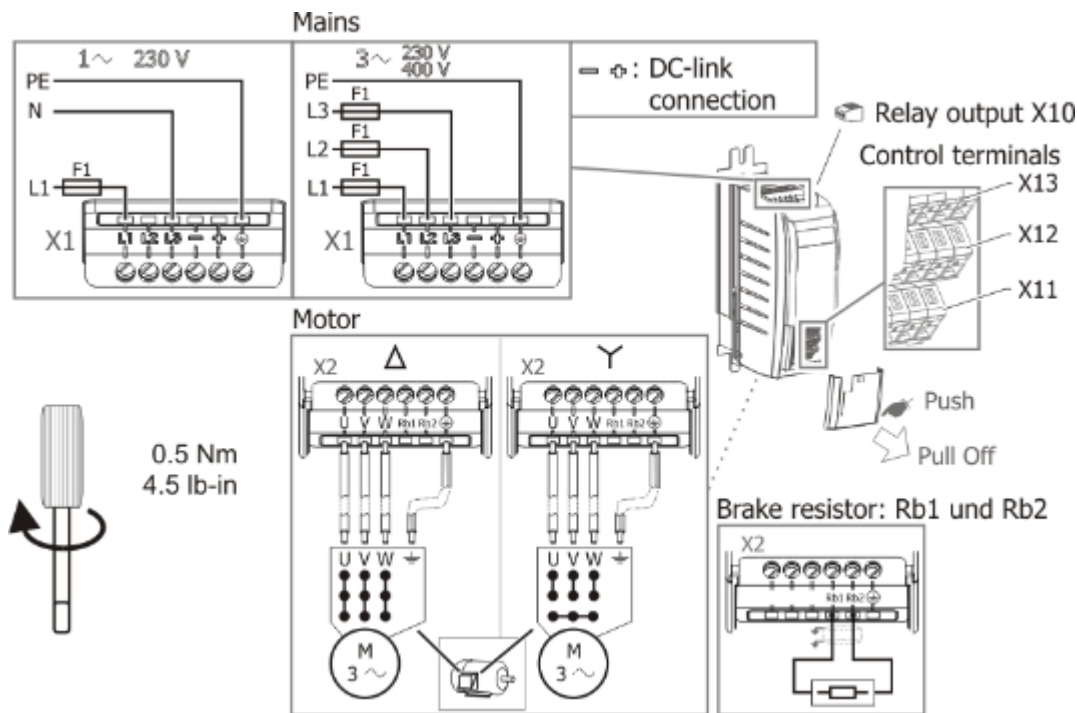 Mains
1∼ 230 V
PE
N
F1
L1
X1
L1 L2 L3 − +
3∼ 230 V
400 V
PE
F1
L3
F1
L2
F1
L1
X1
L1 L2 L3 − +
− + : DC-link
connection
Relay output X10
Control terminals
X13
X12
X11
Push
Pull Off
0.5 Nm
4.5 lb-in
Motor
X2 Δ
U V W Rb1 Rb2
U V W
M
3∼
X2 Y
U V W Rb1 Rb2
U V W
M
3∼
Brake resistor: Rb1 und Rb2
X2
Rb1 Rb2